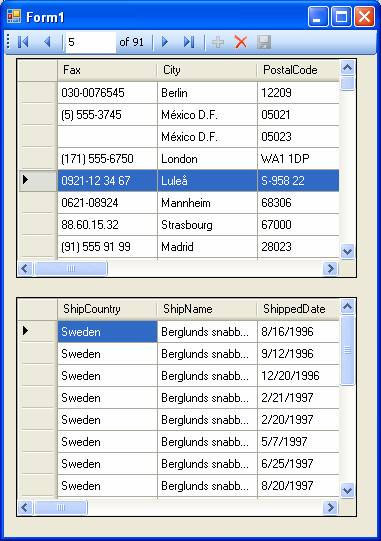 Form1
5 of 91
Fax City PostalCode
030-0076545 Berlin 12209
(5) 555-3745 México D.F. 05021
México D.F. 05023
(171) 555-6750 London WA1 1DP
0921-12 34 67 Luleå S-958 22
0621-08924 Mannheim 68306
88.60.15.32 Strasbourg 67000
(91) 555 91 99 Madrid 28023
ShipCountry ShipName ShippedDate
Sweden Berglunds snabb... 8/16/1996
Sweden Berglunds snabb... 9/12/1996
Sweden Berglunds snabb... 12/20/1996
Sweden Berglunds snabb... 2/21/1997
Sweden Berglunds snabb... 2/20/1997
Sweden Berglunds snabb... 5/7/1997
Sweden Berglunds snabb... 6/25/1997
Sweden Berglunds snabb... 8/20/1997